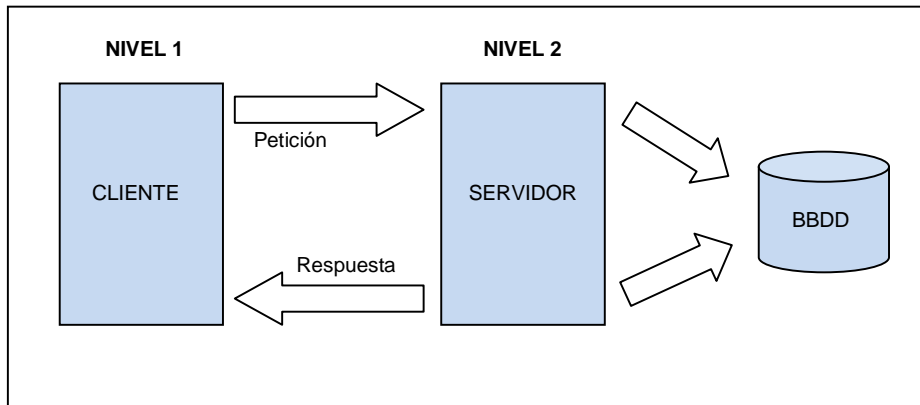 NIVEL 1
NIVEL 2
Petición
CLIENTE
SERVIDOR
BBDD
Respuesta